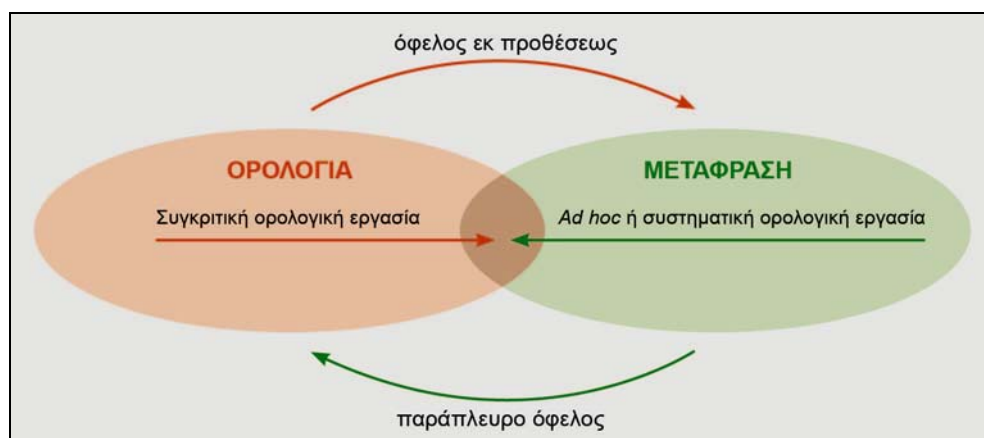 όφελος εκ προθέσεως
ΟΡΟΛΟΓΙΑ
ΜΕΤΑΦΡΑΣΗ
Συγκριτική ορολογική εργασία
Ad hoc ή συστηματική ορολογική εργασία
παράπλευρο όφελος